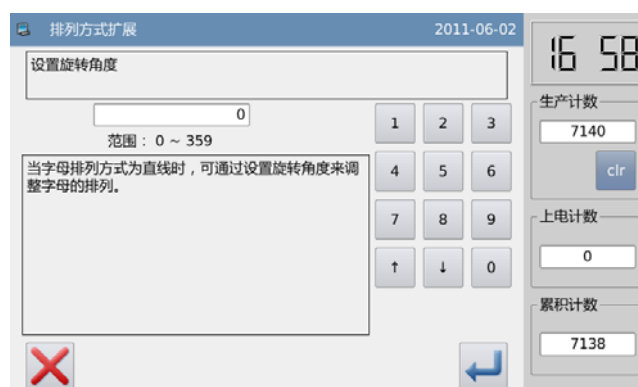 排列方式扩展 2011-06-02
设置旋转角度
0
范围：0 ~ 359
当字母排列方式为直线时，可通过设置旋转角度来调
整字母的排列。
1 2 3
4 5 6
7 8 9
↑ ↓ 0
16 58
生产计数
7140
clr
上电计数
0
累积计数
7138